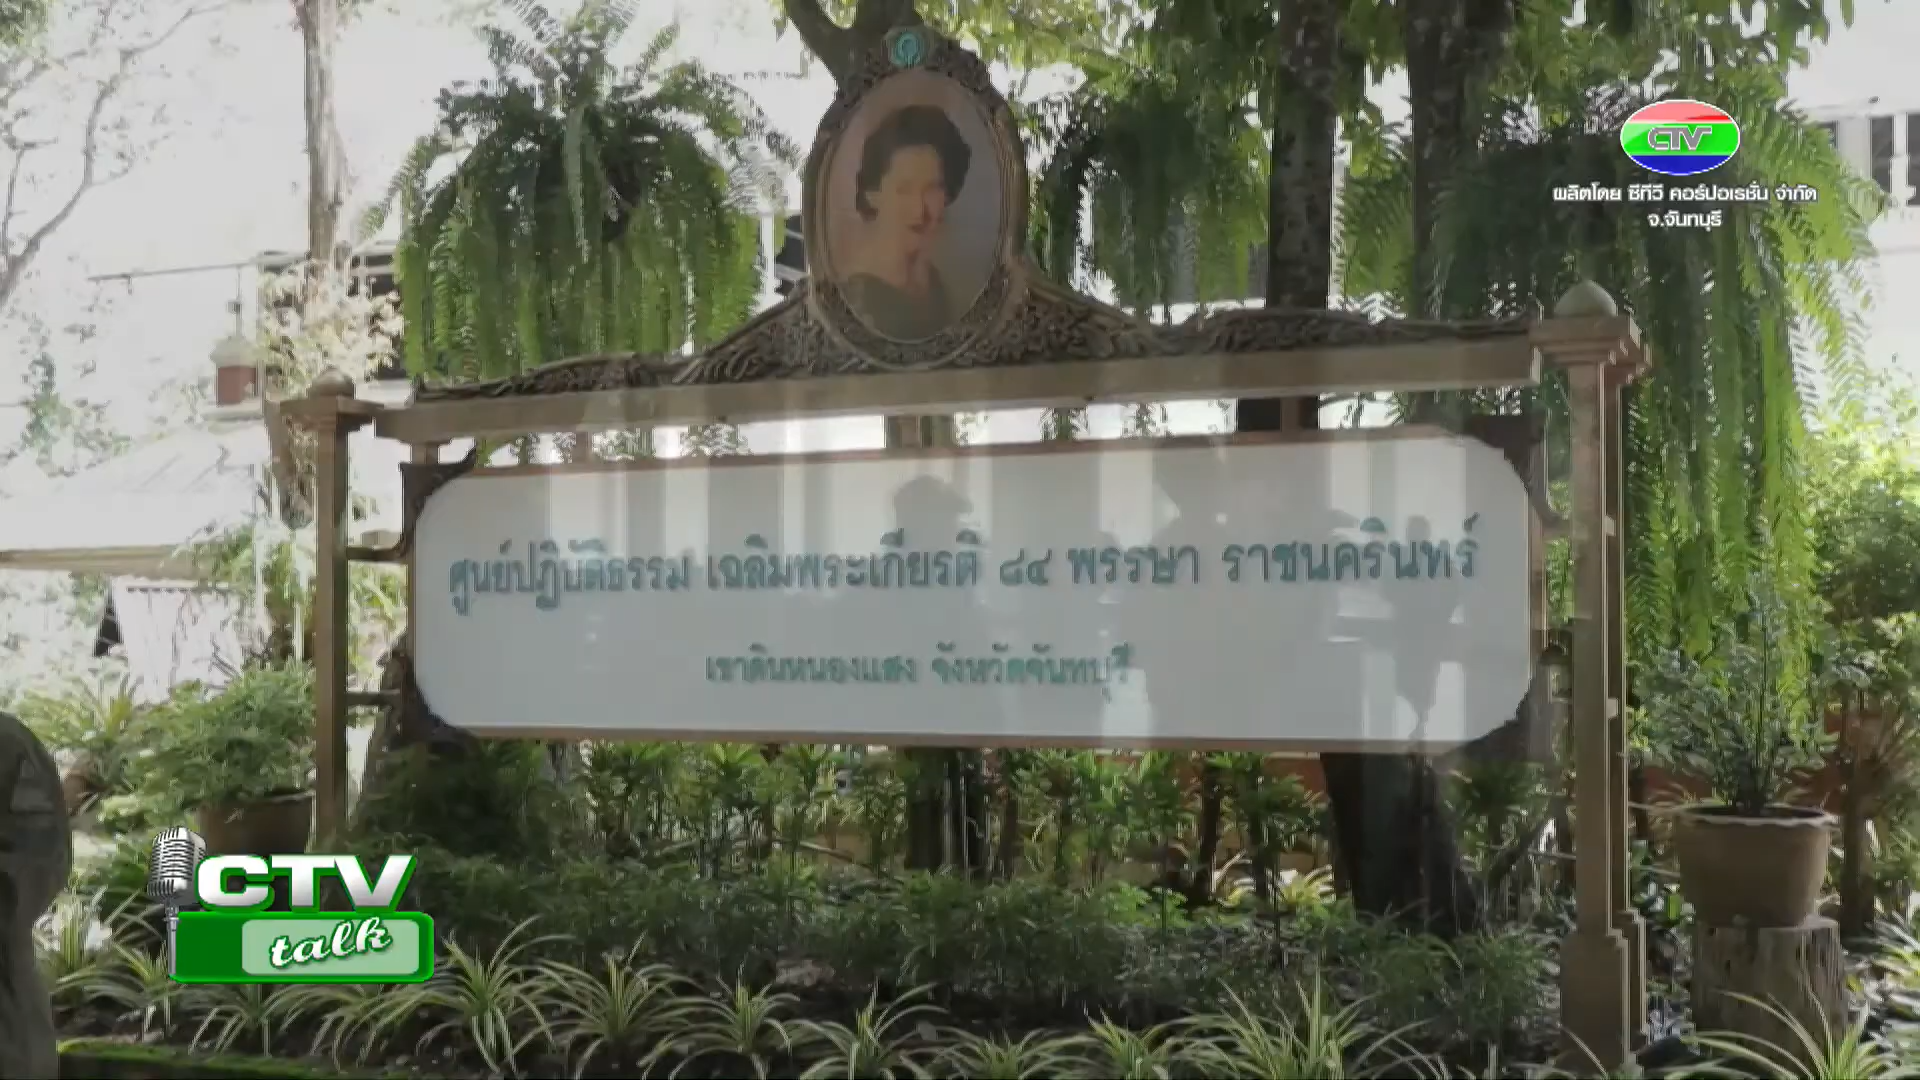 CTV
ผลิตโดย ซีทีวี คอร์ปอเรชั่น จำกัด
จ.จันทบุรี
ศูนย์ปฏิบัติธรรม เฉลิมพระเกียรติ ๘๔ พรรษา ราชนครินทร์
เขาดินหนองแสง จังหวัดจันทบุรี
CTV
talk